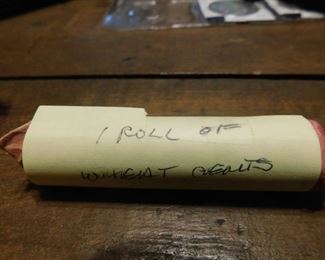 1 ROLL OF
WHEAT CENTS